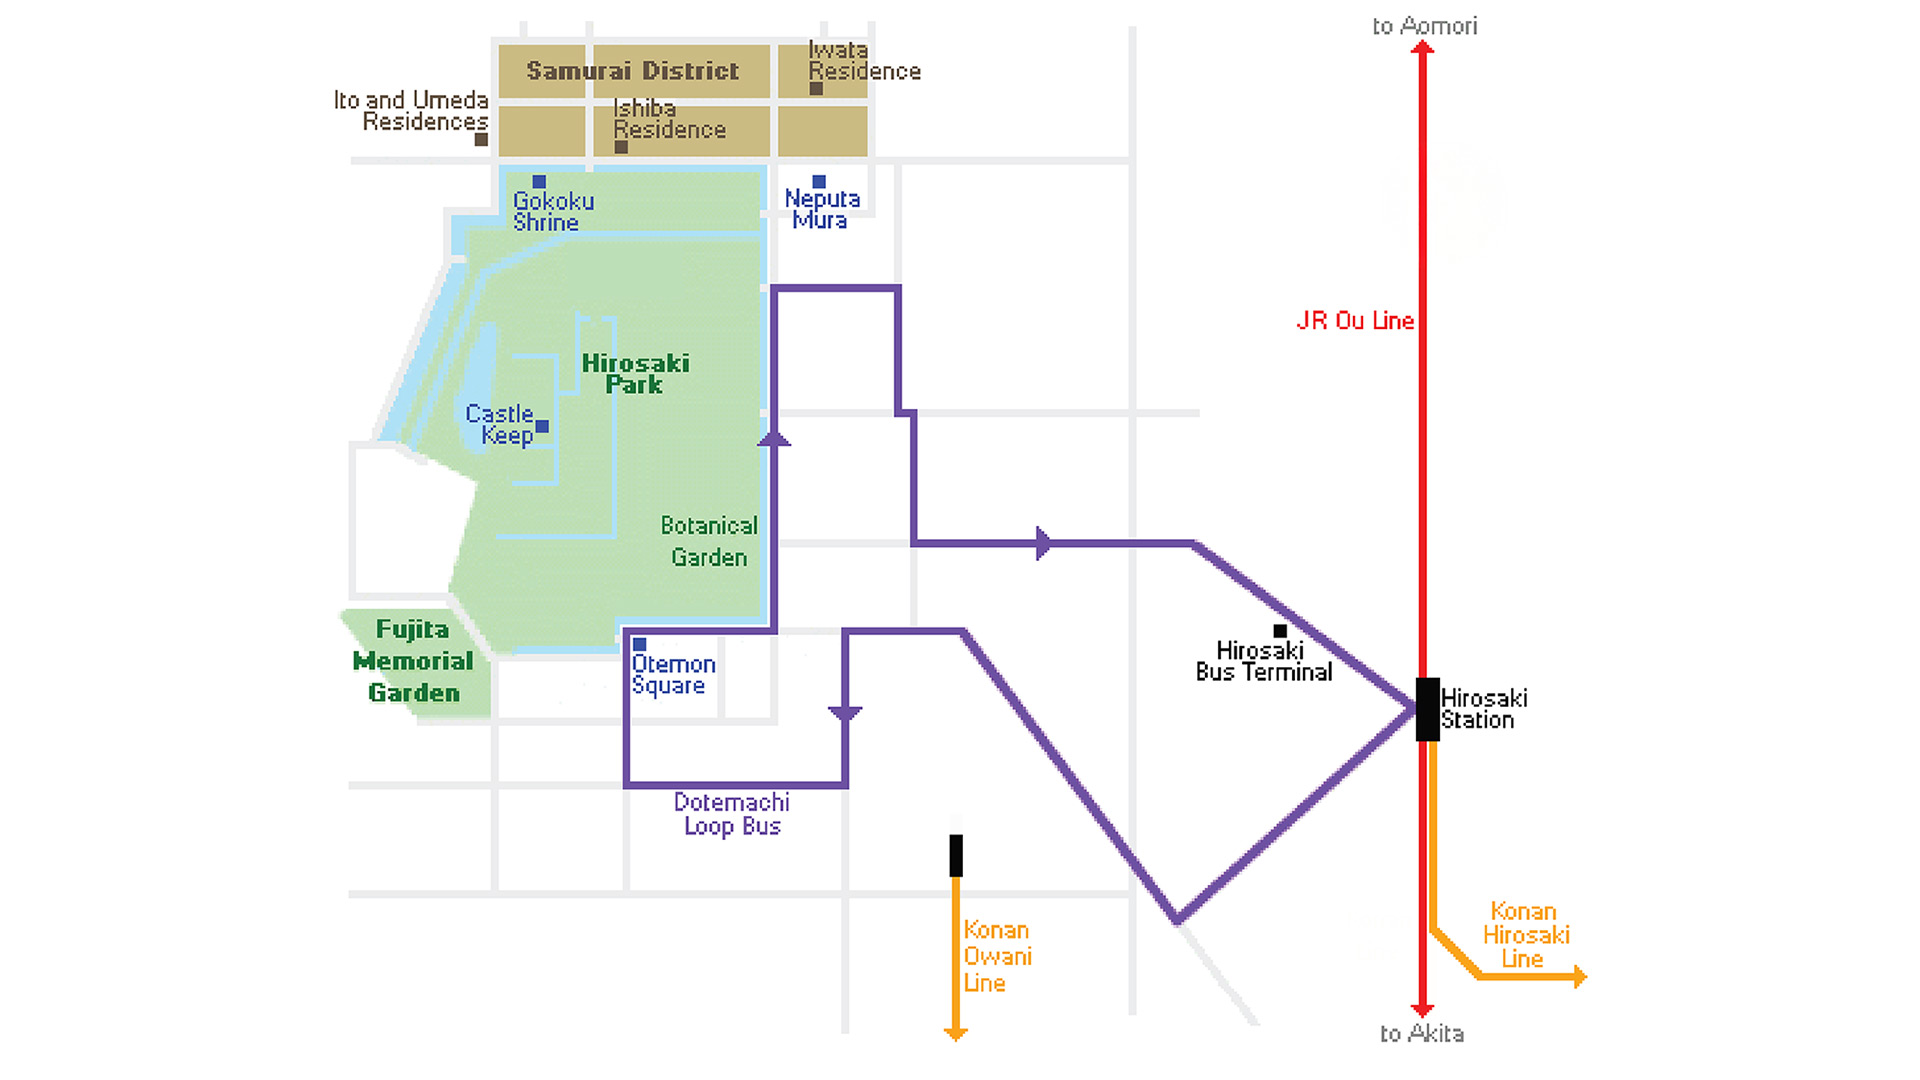 to Aomori
Iwata
Residence
Samurai District
Ito and Umeda
Residences
Ishiba
Residence
Gokoku
Shrine
Neputa
Mura
JR Ou Line
Hirosaki
Park
Castle
Keep
Botanical
Garden
Fujita
Memorial
Garden
Otemon
Square
Hirosaki
Bus Terminal
Hirosaki
Station
Dotemachi
Loop Bus
Konan
Owani
Line
Konan
Hirosaki
Line
to Akita